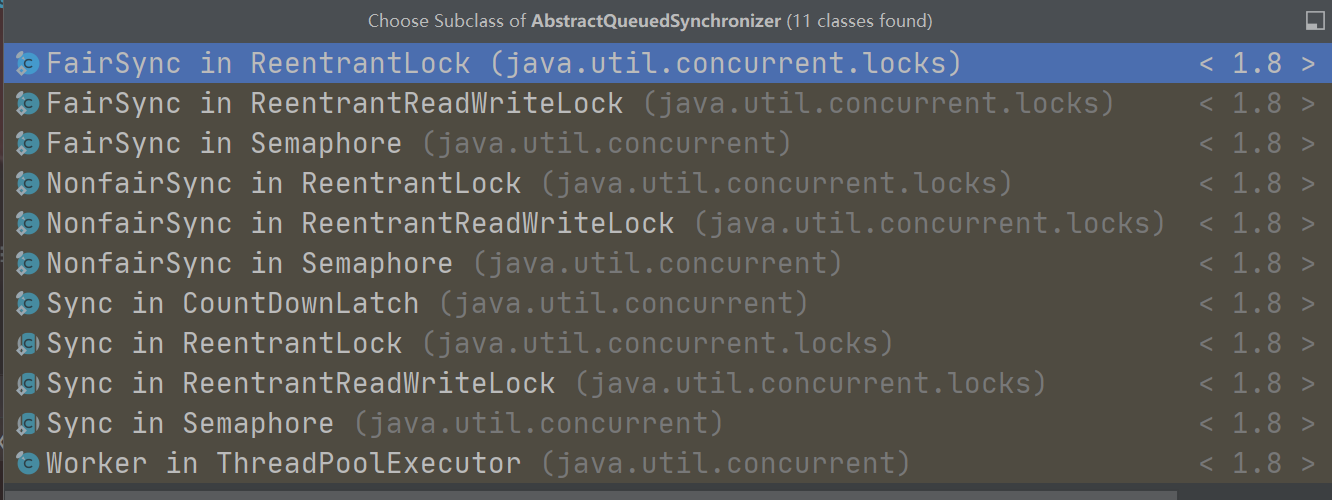 Choose Subclass of AbstractQueuedSynchronizer (11 classes found)
FairSync in ReentrantLock (java.util.concurrent.locks) < 1.8 >
FairSync in ReentrantReadWriteLock (java.util.concurrent.locks) < 1.8 >
FairSync in Semaphore (java.util.concurrent) < 1.8 >
NonfairSync in ReentrantLock (java.util.concurrent.locks) < 1.8 >
NonfairSync in ReentrantReadWriteLock (java.util.concurrent.locks) < 1.8 >
NonfairSync in Semaphore (java.util.concurrent) < 1.8 >
Sync in CountDownLatch (java.util.concurrent) < 1.8 >
Sync in ReentrantLock (java.util.concurrent.locks) < 1.8 >
Sync in ReentrantReadWriteLock (java.util.concurrent.locks) < 1.8 >
Sync in Semaphore (java.util.concurrent) < 1.8 >
Worker in ThreadPoolExecutor (java.util.concurrent) < 1.8 >